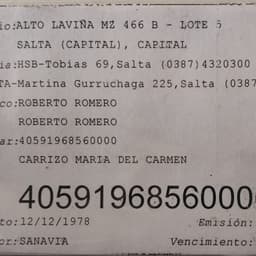 io:ALTO LAVIÑA MZ 466 B - LOTE 5
SALTA (CAPITAL), CAPITAL
ia:HSB-Tobias 69,Salta (0387)4320300
TA-Martina Gurruchaga 225,Salta (0387
co:ROBERTO ROMERO
ROBERTO ROMERO
ar:40591968560000
CARRIZO MARIA DEL CARMEN
40591968560000
to:12/12/1978 Emisión:
or:SANAVIA Vencimiento: